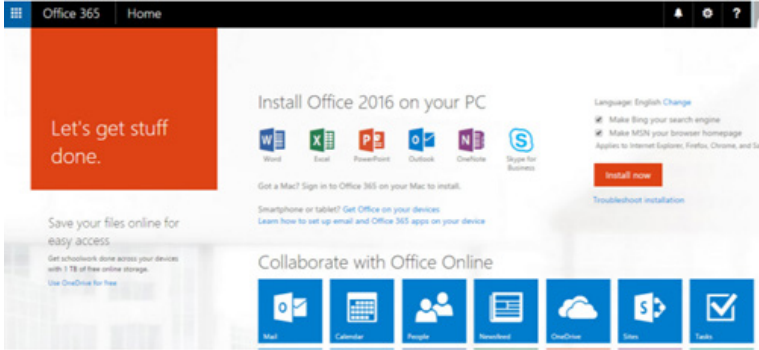 Office 365 Home
Let's get stuff
done.
Save your files online for
easy access
Get schoolwork done across your devices
with 1 TB of free online storage.
Use OneDrive for free
Install Office 2016 on your PC
Word Excel PowerPoint Outlook OneNote Skype for
Business
Got a Mac? Sign in to Office 365 on your Mac to install.
Smartphone or tablet? Get Office on your devices
Learn how to set up email and Office 365 apps on your device
Language: English Change
Make Bing your search engine
Make MSN your browser homepage
Applies to Internet Explorer, Firefox, Chrome, and Sa
Install now
Troubleshoot installation
Collaborate with Office Online
Mail Calendar People Newsfeed OneDrive Sites Tasks